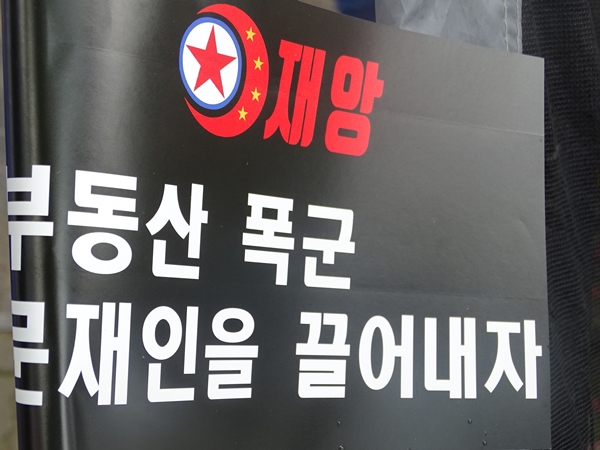 재앙
부동산 폭군
문재인을 끌어내자